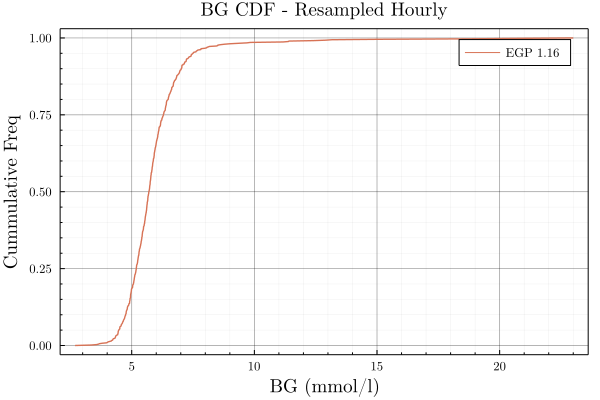 BG CDF - Resampled Hourly
1.00
EGP 1.16
0.75
Cummulative Freq
0.50
0.25
0.00
5
10
15
20
BG (mmol/l)